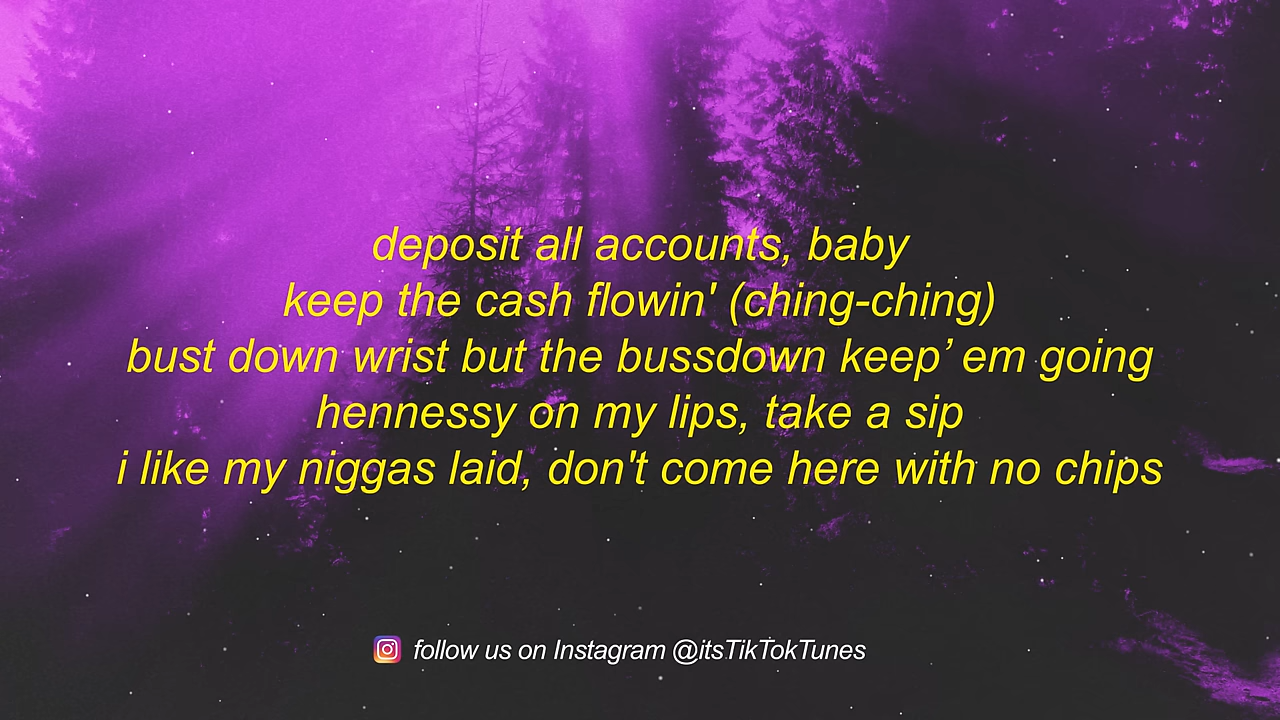 deposit all accounts, baby
keep the cash flowin' (ching-ching)
bust down wrist but the bussdown keep’ em going
hennessy on my lips, take a sip
i like my niggas laid, don't come here with no chips
follow us on Instagram @itsTikTokTunes